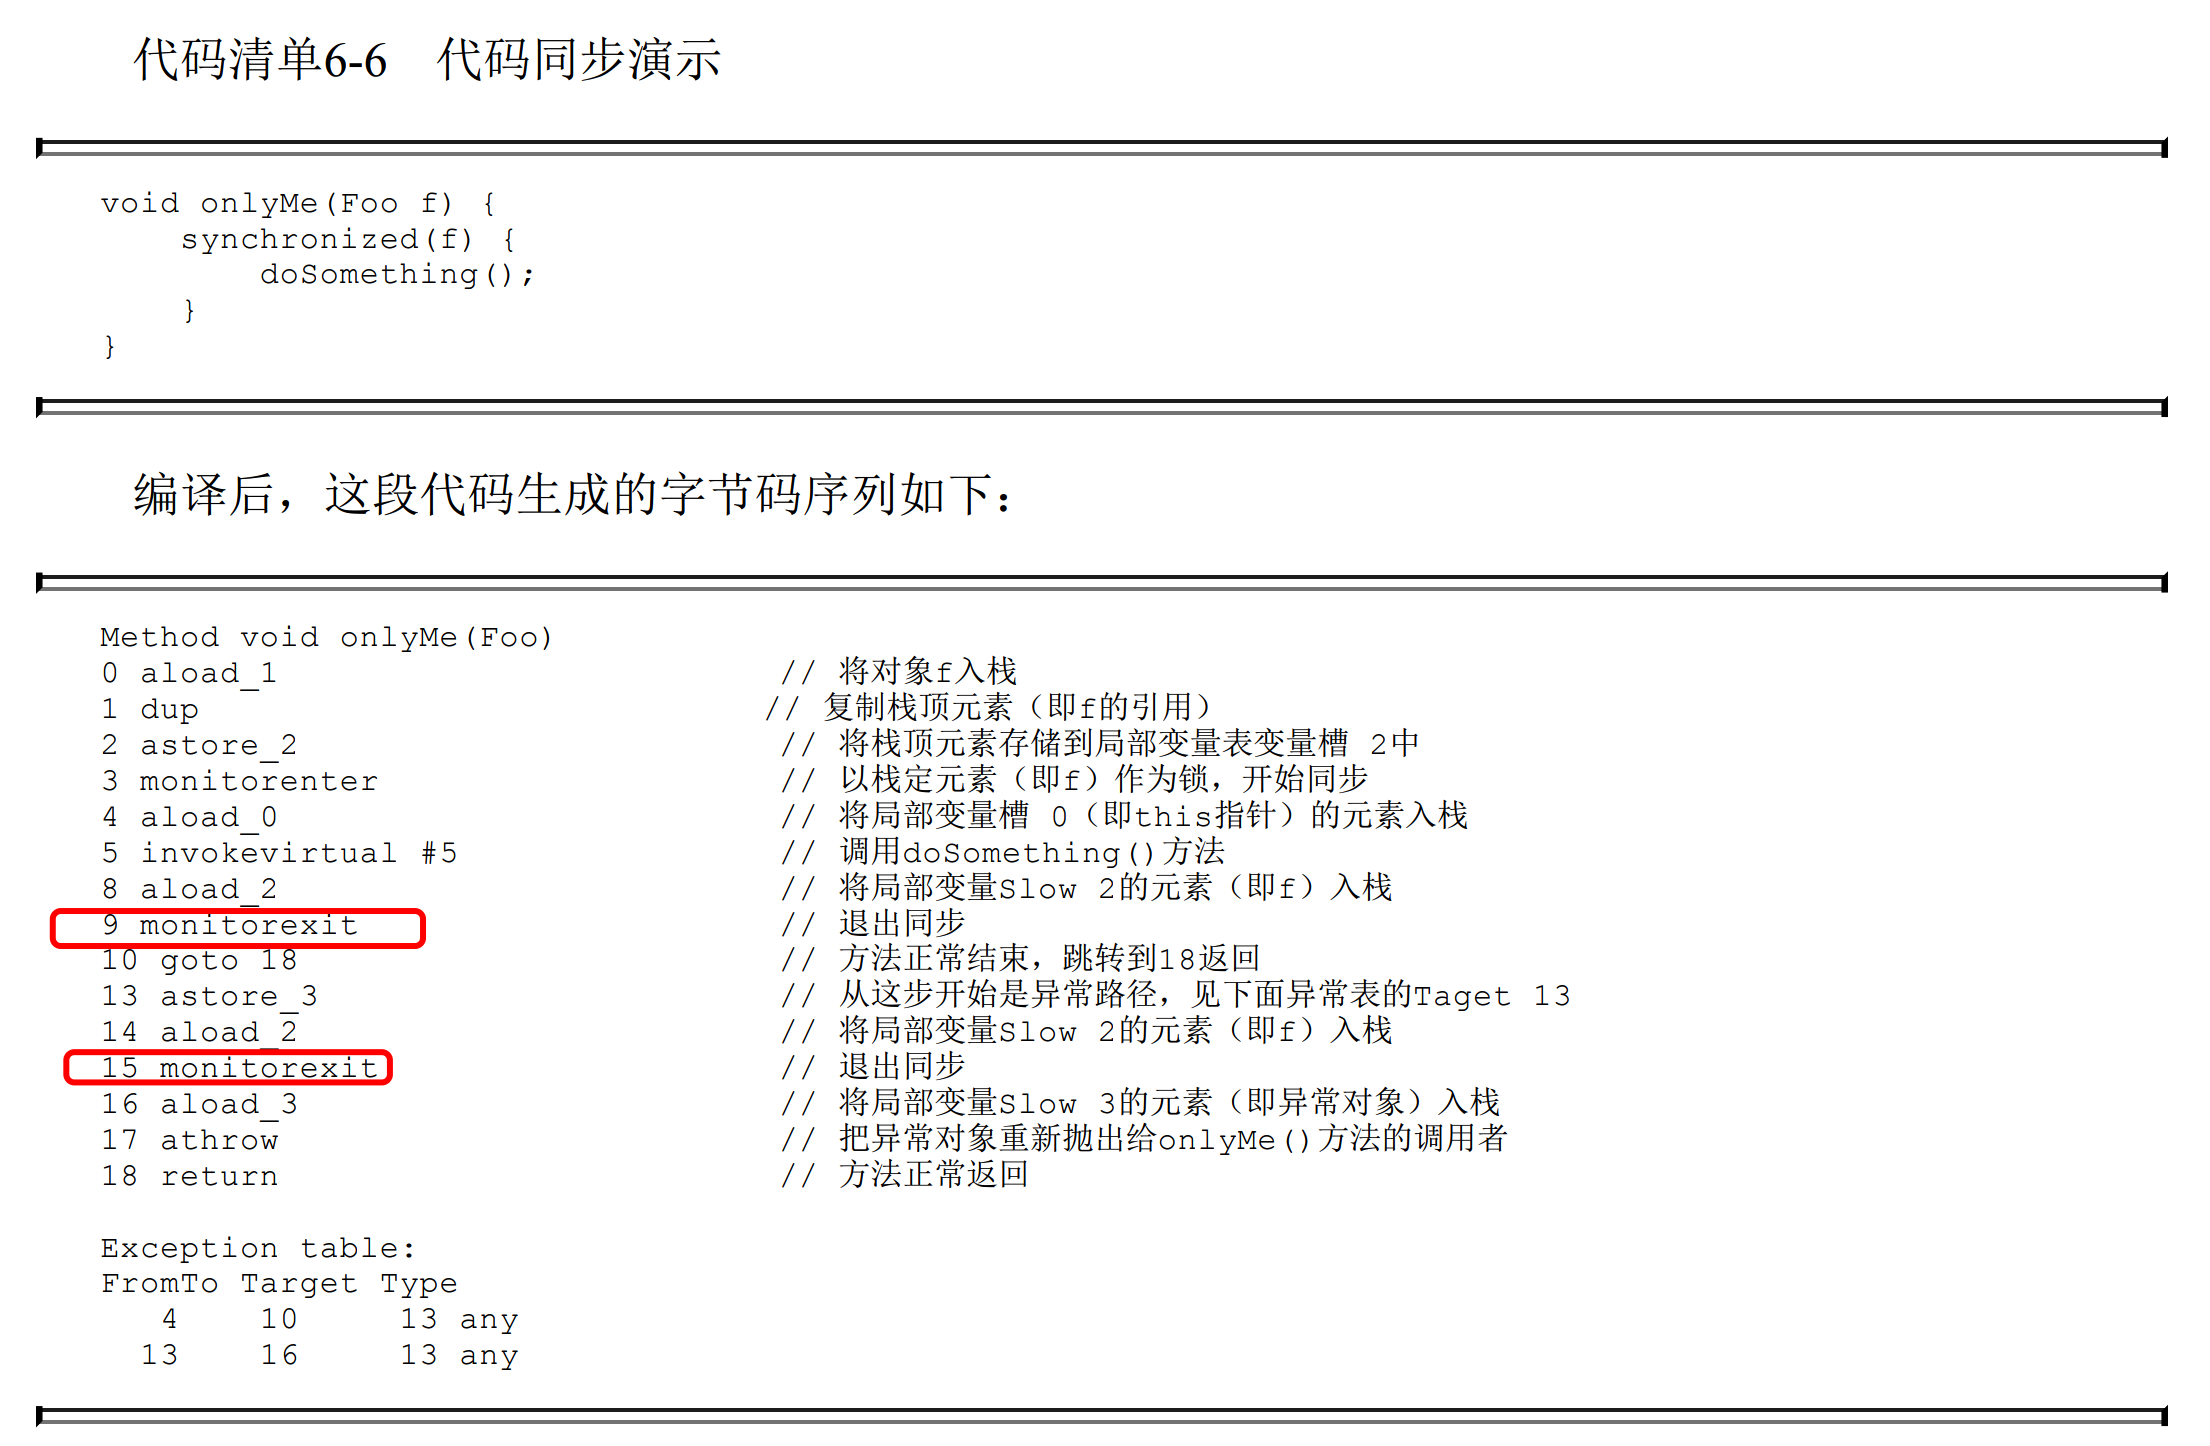 代码清单6-6 代码同步演示
void onlyMe(Foo f) {
    synchronized(f) {
        doSomething();
    }
}
编译后，这段代码生成的字节码序列如下：
Method void onlyMe(Foo)
0 aload_1 // 将对象f入栈
1 dup // 复制栈顶元素（即f的引用）
2 astore_2 // 将栈顶元素存储到局部变量表变量槽 2中
3 monitorenter // 以栈定元素（即f）作为锁，开始同步
4 aload_0 // 将局部变量槽 0（即this指针）的元素入栈
5 invokevirtual #5 // 调用doSomething()方法
8 aload_2 // 将局部变量Slow 2的元素（即f）入栈
9 monitorexit // 退出同步
10 goto 18 // 方法正常结束，跳转到18返回
13 astore_3 // 从这步开始是异常路径，见下面异常表的Taget 13
14 aload_2 // 将局部变量Slow 2的元素（即f）入栈
15 monitorexit // 退出同步
16 aload_3 // 将局部变量Slow 3的元素（即异常对象）入栈
17 athrow // 把异常对象重新抛出给onlyMe()方法的调用者
18 return // 方法正常返回
Exception table:
FromTo Target Type
4 10 13 any
13 16 13 any